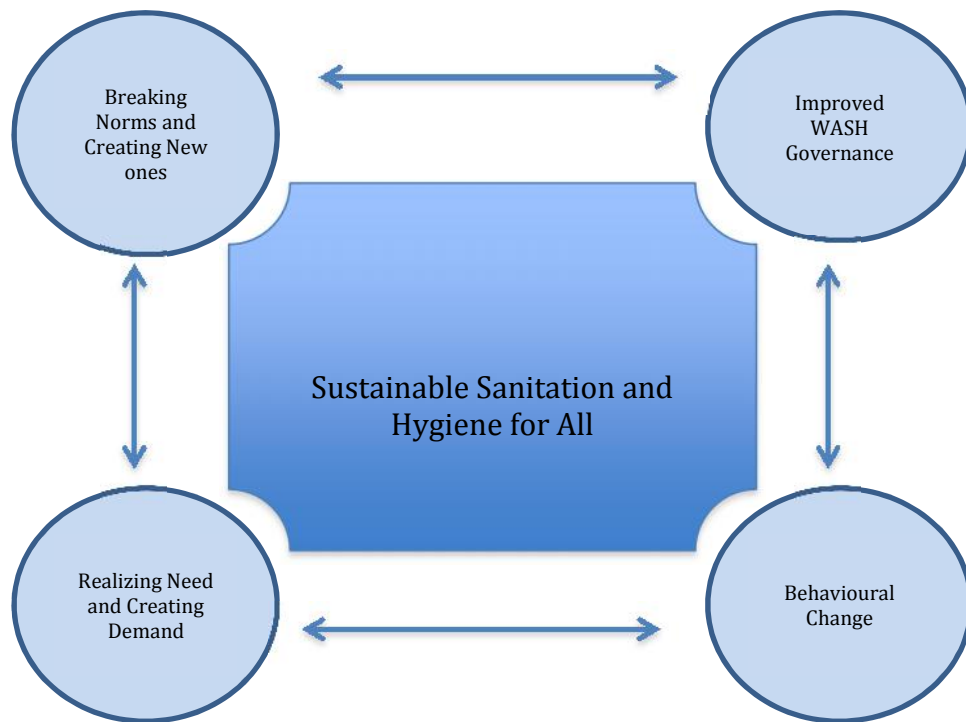 Breaking
Norms and
Creating New
ones
Improved
WASH
Governance
Sustainable Sanitation and
Hygiene for All
Realizing Need
and Creating
Demand
Behavioural
Change